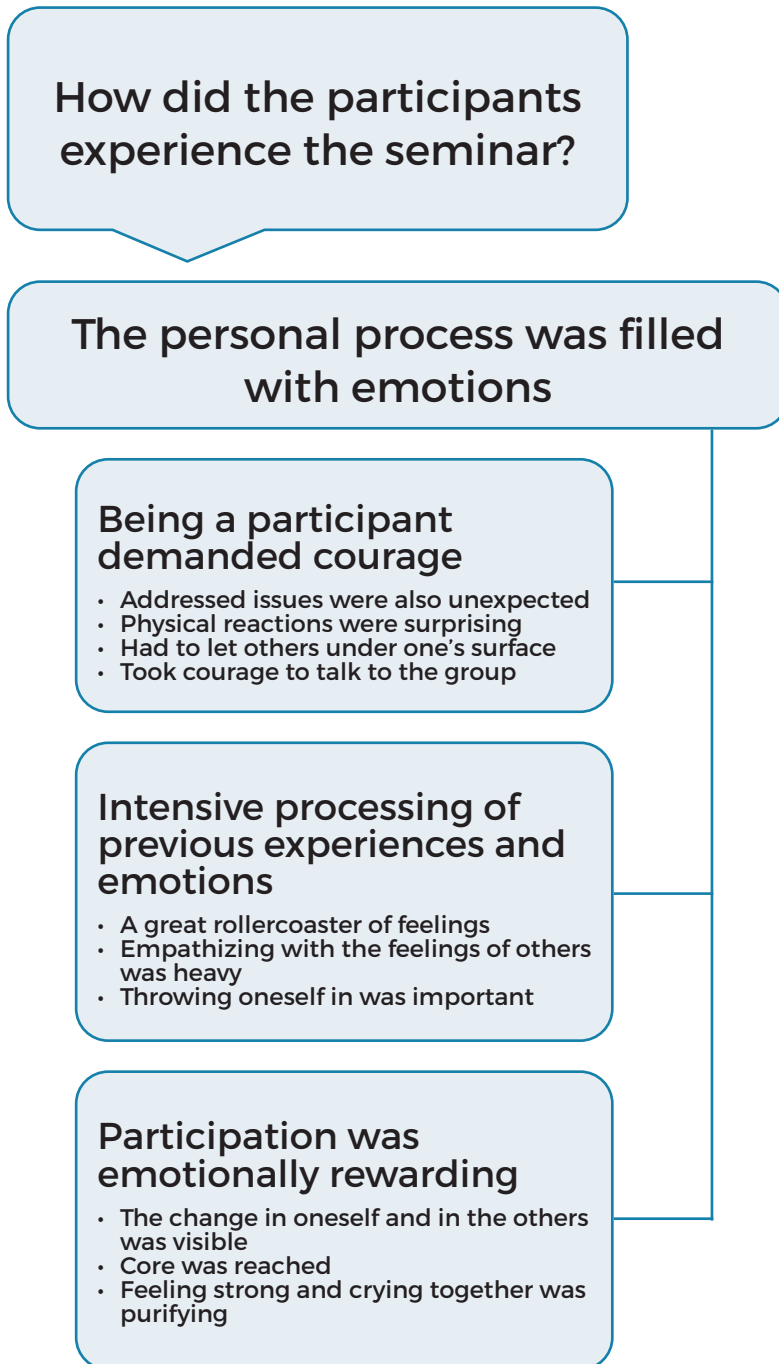 How did the participants
experience the seminar?
The personal process was filled
with emotions
Being a participant
demanded courage
• Addressed issues were also unexpected
• Physical reactions were surprising
• Had to let others under one’s surface
• Took courage to talk to the group
Intensive processing of
previous experiences and
emotions
• A great rollercoaster of feelings
• Empathizing with the feelings of others
was heavy
• Throwing oneself in was important
Participation was
emotionally rewarding
• The change in oneself and in the others
was visible
• Core was reached
• Feeling strong and crying together was
purifying